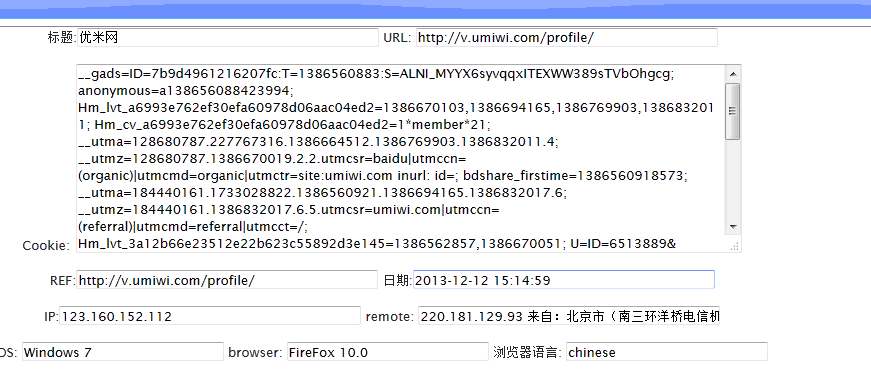 标题: 优米网 URL: http://v.umiwi.com/profile/
__gads=ID=7b9d4961216207fc:T=1386560883:S=ALNI_MYYX6syvqqxITEXWW389sTVbOhgcg;
anonymous=a138656088423994;
Hm_lvt_a6993e762ef30efa60978d06aac04ed2=1386670103,1386694165,1386769903,138683201
1; Hm_cv_a6993e762ef30efa60978d06aac04ed2=1*member*21;
__utma=128680787.227767316.1386664512.1386769903.1386832011.4;
__utmz=128680787.1386670019.2.2.utmcsr=baidu|utmccn=
(organic)|utmcmd=organic|utmctr=site:umiwi.com inurl: id=; bdshare_firstime=1386560918573;
__utma=184440161.1733028822.1386560921.1386694165.1386832017.6;
__utmz=184440161.1386832017.6.5.utmcsr=umiwi.com|utmccn=
(referral)|utmcmd=referral|utmcct=/;
Cookie: Hm_lvt_3a12b66e23512e22b623c55892d3e145=1386562857,1386670051; U=ID=6513889&
REF: http://v.umiwi.com/profile/ 日期: 2013-12-12 15:14:59
IP: 123.160.152.112 remote: 220.181.129.93 来自：北京市（南三环洋桥电信机
OS: Windows 7 browser: FireFox 10.0 浏览器语言: chinese